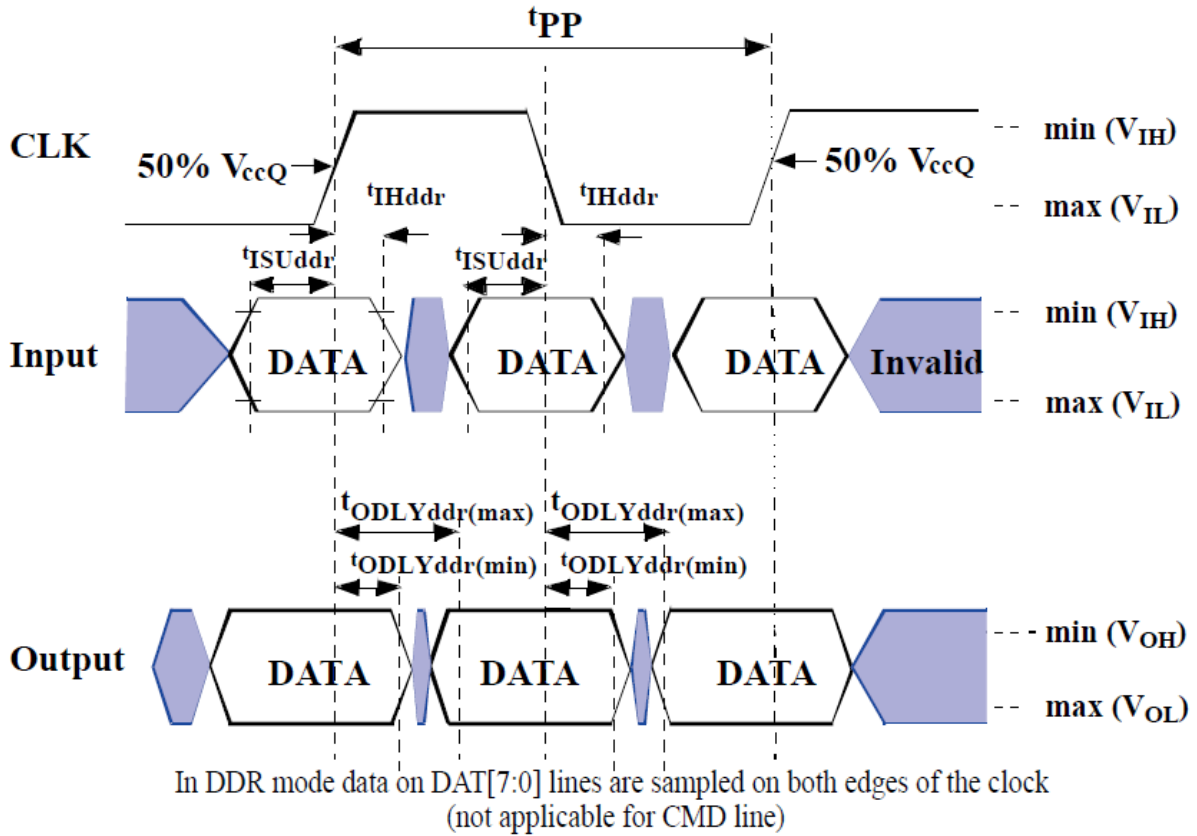 tPP
CLK
50% VccQ
50% VccQ
min (VIH)
max (VIL)
tIHddr
tIHddr
tISUddr
tISUddr
Input
DATA
DATA
DATA
Invalid
min (VIH)
max (VIL)
tODLYddr(max)
tODLYddr(max)
tODLYddr(min)
tODLYddr(min)
Output
DATA
DATA
DATA
min (VOH)
max (VOL)
In DDR mode data on DAT[7:0] lines are sampled on both edges of the clock
(not applicable for CMD line)